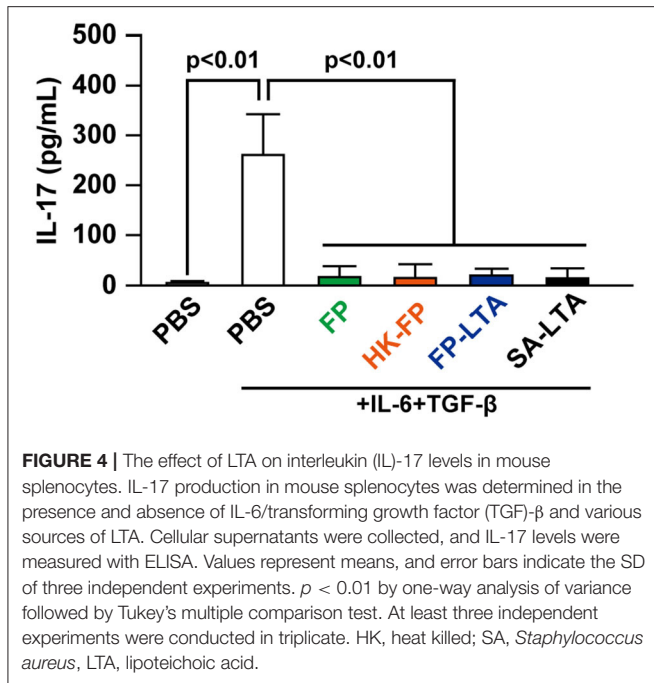 500
400
300
200
100
0
IL-17 (pg/mL)
p<0.01
p<0.01
PBS
PBS
FP
HK-FP
FP-LTA
SA-LTA
+IL-6+TGF-β
FIGURE 4 | The effect of LTA on interleukin (IL)-17 levels in mouse
splenocytes. IL-17 production in mouse splenocytes was determined in the
presence and absence of IL-6/transforming growth factor (TGF)-β and various
sources of LTA. Cellular supernatants were collected, and IL-17 levels were
measured with ELISA. Values represent means, and error bars indicate the SD
of three independent experiments. p < 0.01 by one-way analysis of variance
followed by Tukey's multiple comparison test. At least three independent
experiments were conducted in triplicate. HK, heat killed; SA, Staphylococcus
aureus, LTA, lipoteichoic acid.